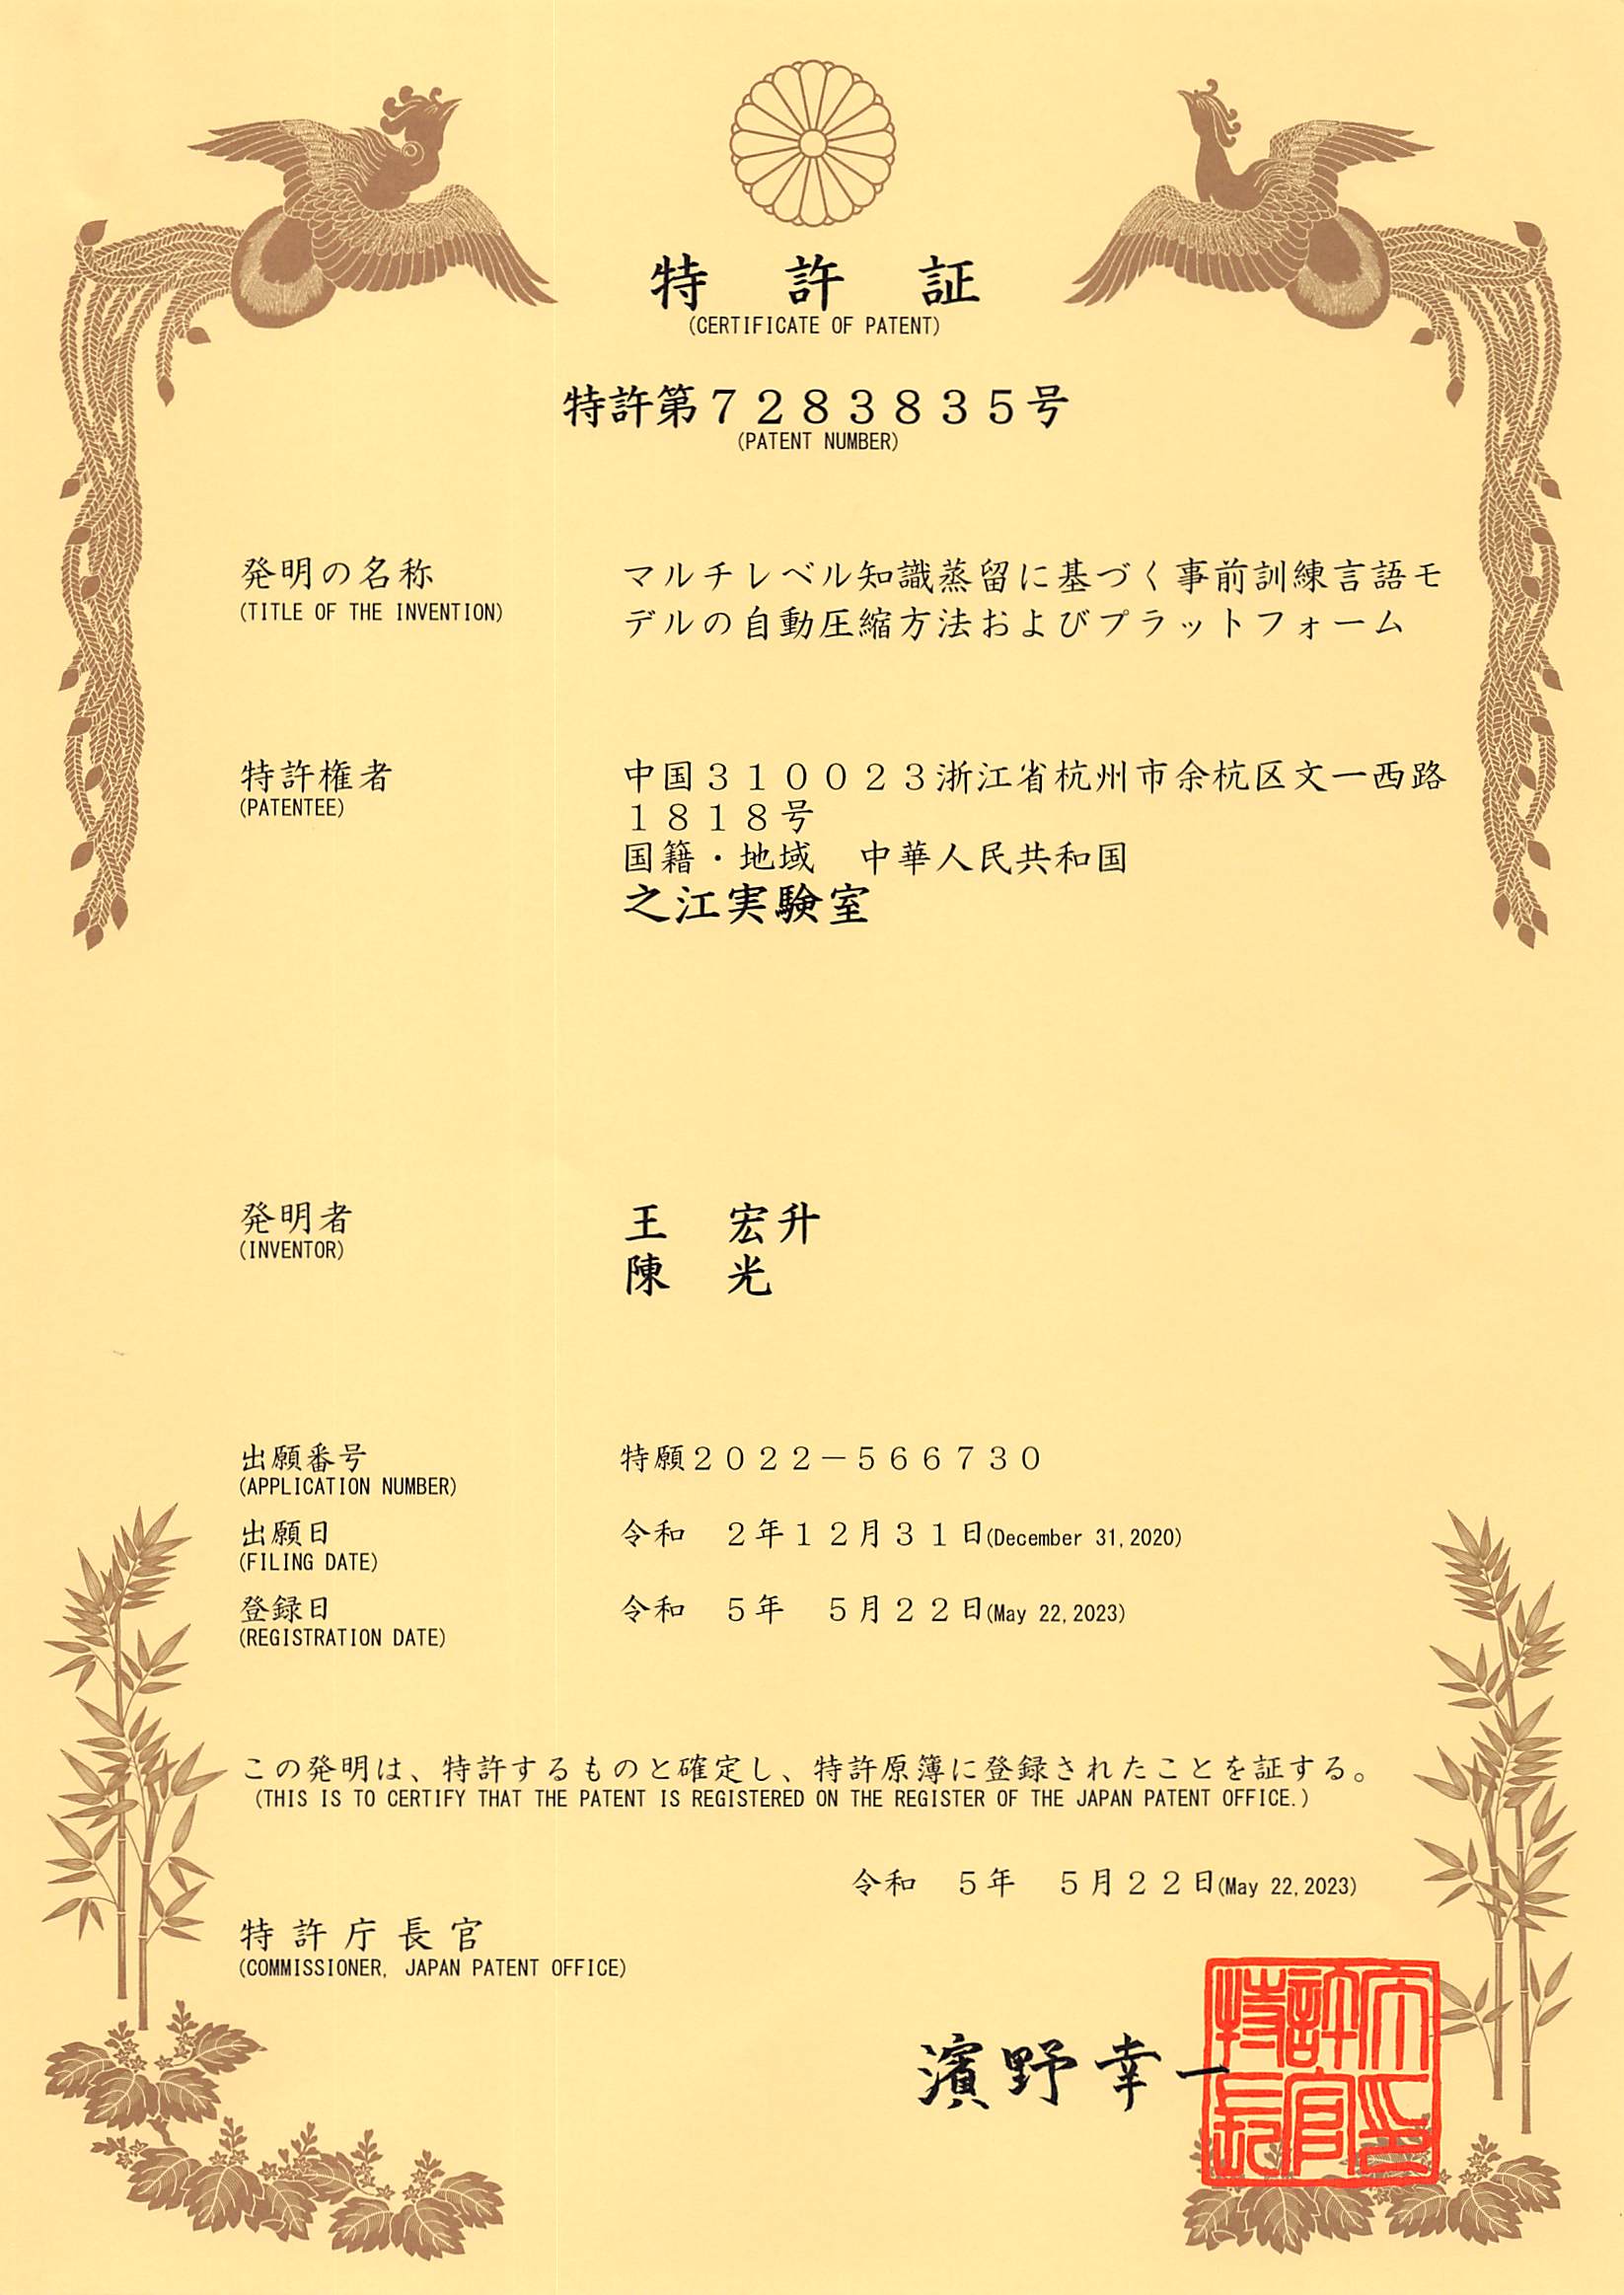 特許証
(CERTIFICATE OF PATENT)
特許第7283835号
(PATENT NUMBER)
発明の名称
(TITLE OF THE INVENTION)
マルチレベル知識蒸留に基づく事前訓練言語モ
デルの自動圧縮方法およびプラットフォーム
特許権者
(PATENTEE)
中国310023浙江省杭州市余杭区文一西路
1818号
国籍・地域 中華人民共和国
之江実験室
発明者
(INVENTOR)
王 宏升
陳 光
出願番号
(APPLICATION NUMBER)
特願2022-566730
出願日
(FILING DATE)
令和 2年12月31日(December 31,2020)
登録日
(REGISTRATION DATE)
令和 5年 5月22日(May 22,2023)
この発明は、特許するものと確定し、特許原簿に登録されたことを証する。
(THIS IS TO CERTIFY THAT THE PATENT IS REGISTERED ON THE REGISTER OF THE JAPAN PATENT OFFICE.)
令和 5年 5月22日(May 22,2023)
特許庁長官
(COMMISSIONER, JAPAN PATENT OFFICE)
濱野幸一
特許庁
長官印